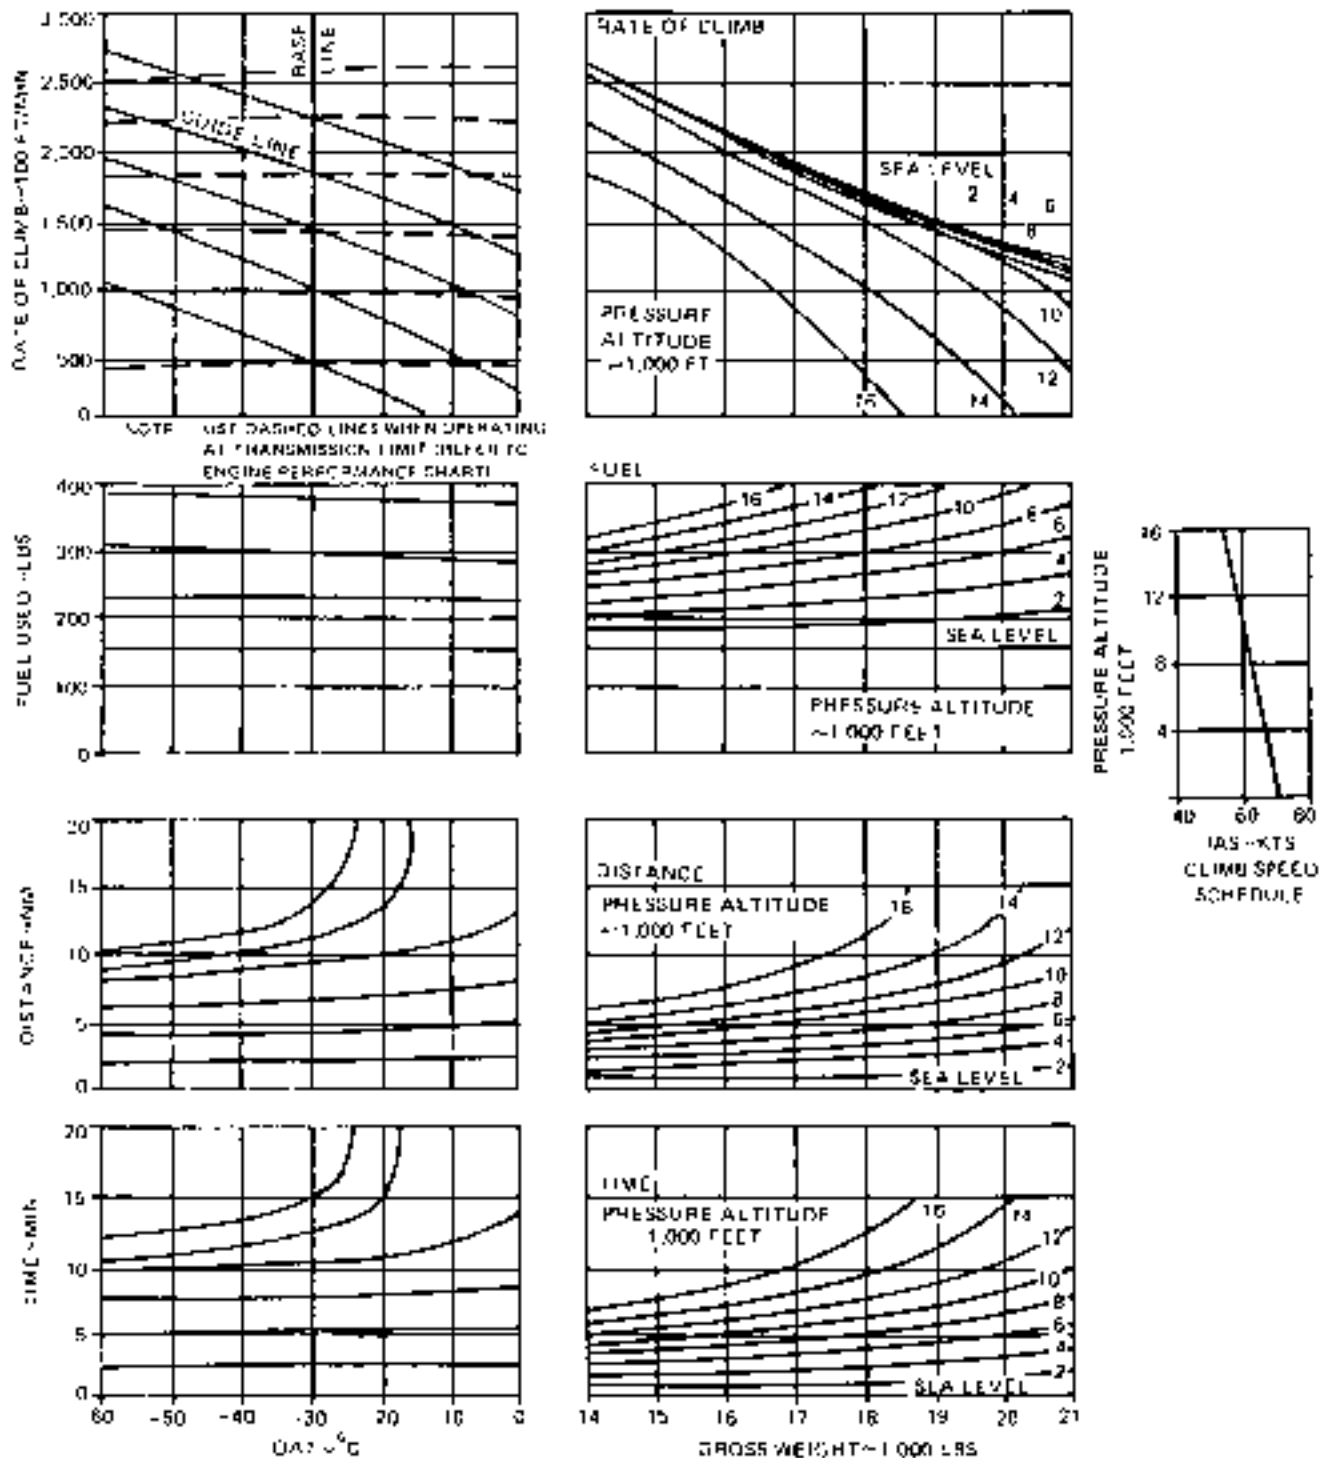 RATE OF CLIMB~100 FT/MIN
3,500
2,500
2,000
1,500
1,000
500
0
BASE LINE
GUIDE LINE
RATE OF CLIMB
SEA LEVEL
2
4
6
8
10
12
14
16
PRESSURE
ALTITUDE
~1,000 FT
NOTE USE DASHED LINES WHEN OPERATING
AT TRANSMISSION LIMIT (REFER TO
ENGINE PERFORMANCE CHART)
FUEL USED ~LBS
400
300
200
100
0
FUEL
16
14
12
10
8
6
4
2
SEA LEVEL
PRESSURE ALTITUDE
~1,000 FEET
PRESSURE ALTITUDE
1,000 FEET
16
12
8
4
40 60 80
IAS~KTS
CLIMB SPEED
SCHEDULE
DISTANCE~NM
20
15
10
5
0
DISTANCE
PRESSURE ALTITUDE
~1,000 FEET
16
14
12
10
8
6
4
2
SEA LEVEL
TIME~MIN
20
15
10
5
0
TIME
PRESSURE ALTITUDE
1,000 FEET
16
14
12
10
8
6
4
2
SEA LEVEL
60 -50 -40 -30 -20 10 0
OAT~°C
14 15 16 17 18 19 20 21
GROSS WEIGHT~1,000 LBS